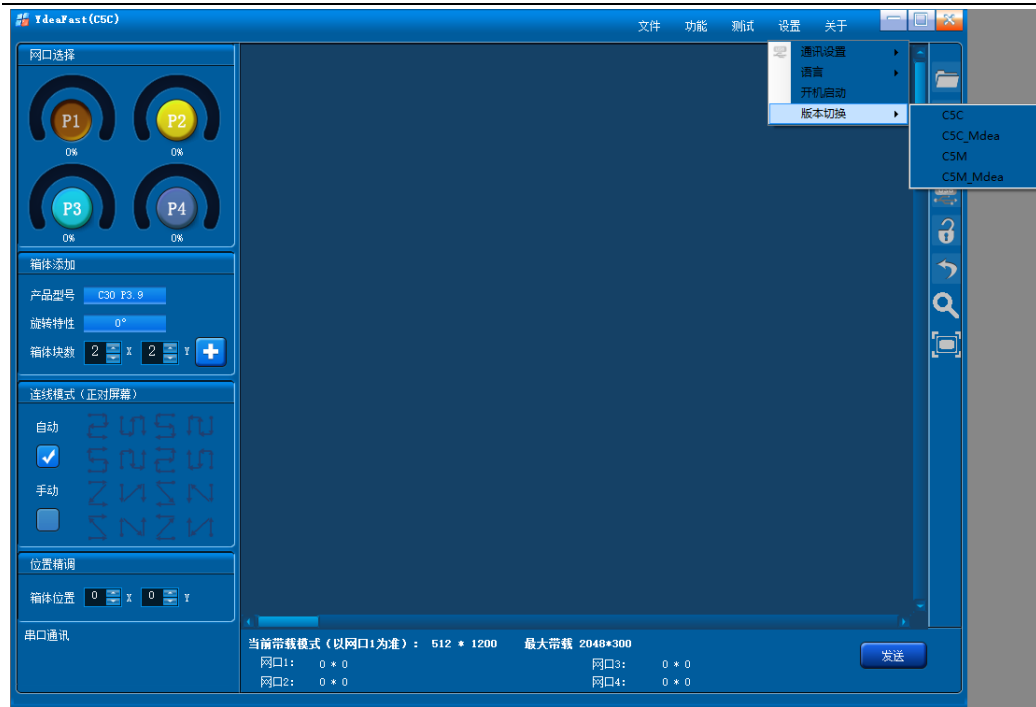 YdeaFast(C5C)
文件 功能 测试 设置 关于
网口选择
P1 P2
0% 0%
P3 P4
0% 0%
通讯设置
语言
开机启动
版本切换
C5C
C5C_Mdea
C5M
C5M_Mdea
箱体添加
产品型号 C30 P3.9
旋转特性 0°
箱体块数 2 X 2 Y
连线模式（正对屏幕）
自动
手动
位置精调
箱体位置 0 X 0 Y
串口通讯
当前带载模式（以网口1为准）: 512 * 1200 最大带载 2048*300
网口1: 0 * 0 网口3: 0 * 0
网口2: 0 * 0 网口4: 0 * 0
发送